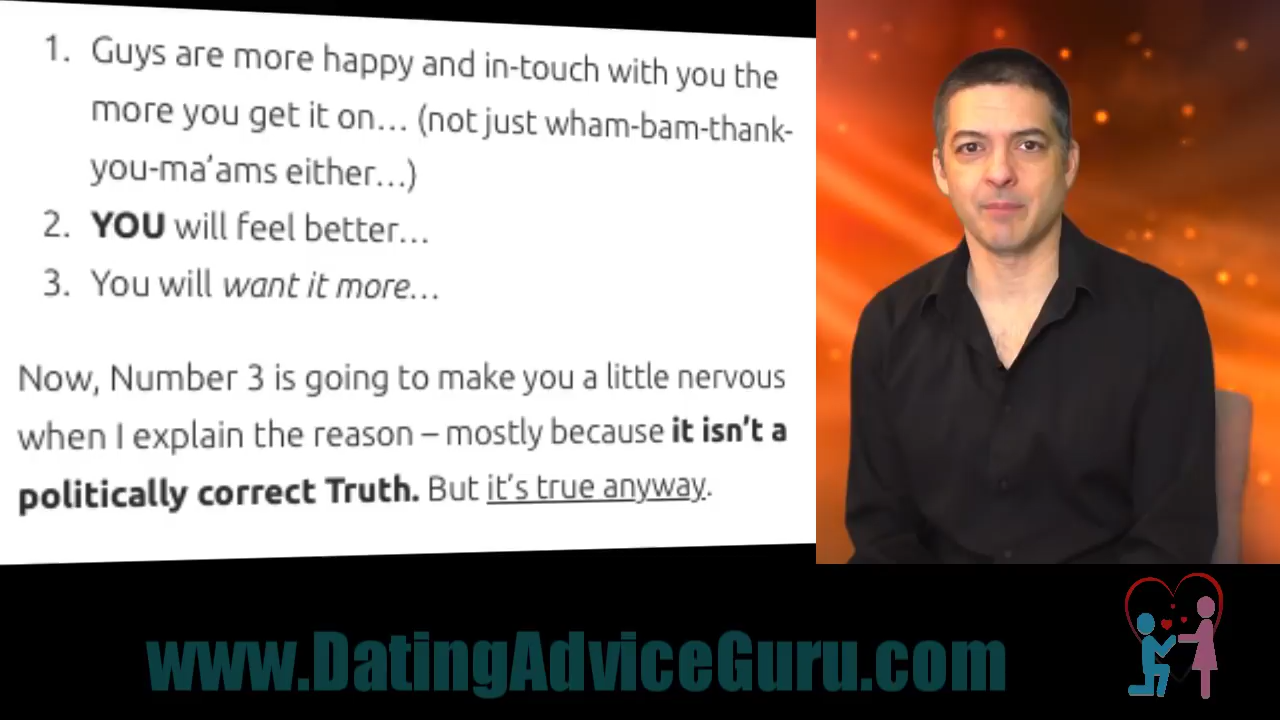 1. Guys are more happy and in-touch with you the
more you get it on... (not just wham-bam-thank-
you-ma'ams either...)
2. YOU will feel better...
3. You will want it more...
Now, Number 3 is going to make you a little nervous
when I explain the reason – mostly because it isn't a
politically correct Truth. But it's true anyway.
www.DatingAdviceGuru.com